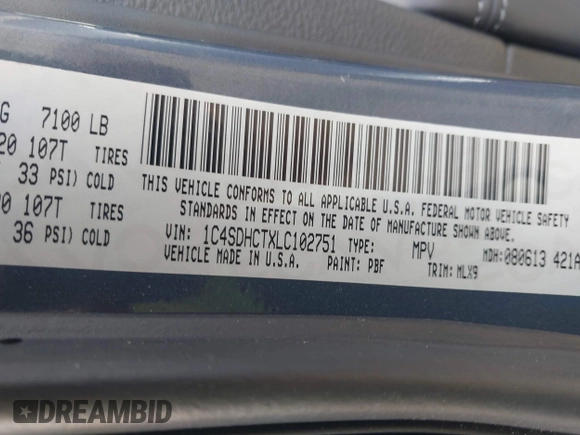 G 7100 LB
20 107T TIRES
33 PSI) COLD
20 107T TIRES
36 PSI) COLD
THIS VEHICLE CONFORMS TO ALL APPLICABLE U.S.A. FEDERAL MOTOR VEHICLE SAFETY
STANDARDS IN EFFECT ON THE DATE OF MANUFACTURE SHOWN ABOVE.
VIN: 1C4SDHCTXLC102751 TYPE: MPV MDH: 080613 421A
VEHICLE MADE IN U.S.A. PAINT: PBF TRIM: MLX9
DREAMBID